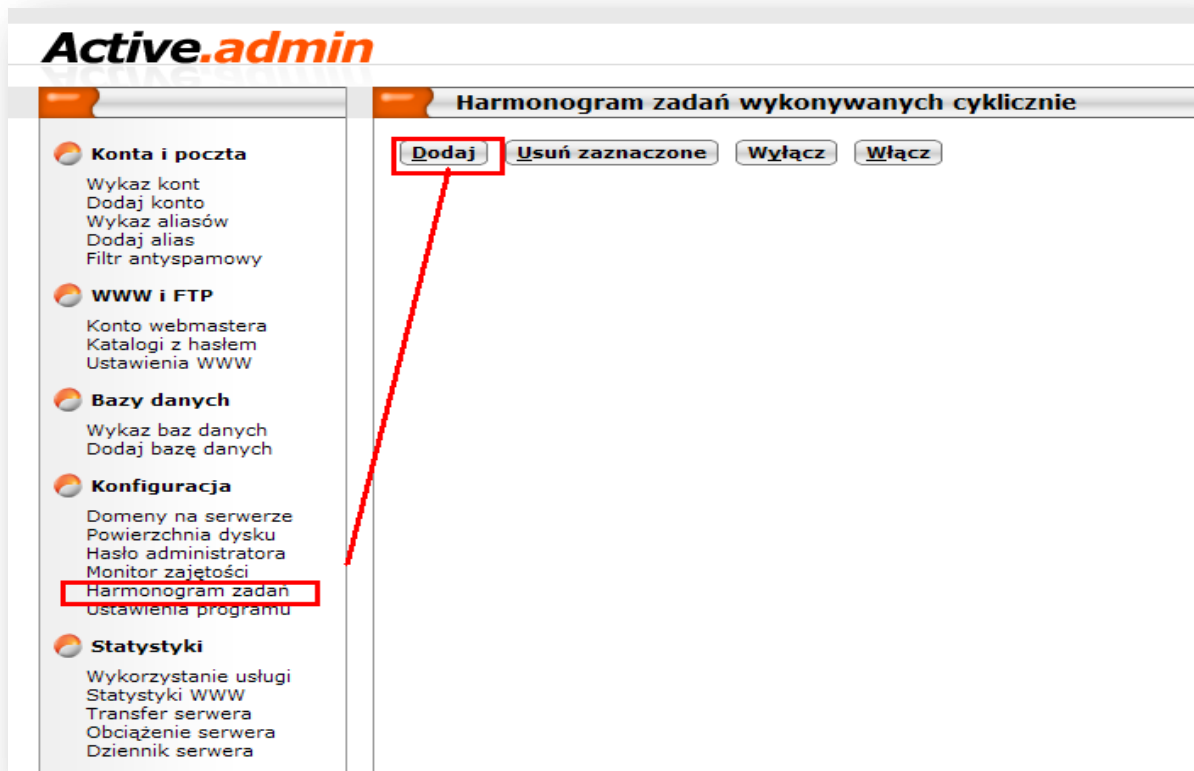 Active.admin
Harmonogram zadań wykonywanych cyklicznie
Dodaj Usuń zaznaczone Wyłącz Włącz
Konta i poczta
Wykaz kont
Dodaj konto
Wykaz aliasów
Dodaj alias
Filtr antyspamowy
WWW i FTP
Konto webmastera
Katalogi z hasłem
Ustawienia WWW
Bazy danych
Wykaz baz danych
Dodaj bazę danych
Konfiguracja
Domeny na serwerze
Powierzchnia dysku
Hasło administratora
Monitor zajętości
Harmonogram zadań
Ustawienia programu
Statystyki
Wykorzystanie usługi
Statystyki WWW
Transfer serwera
Obciążenie serwera
Dziennik serwera